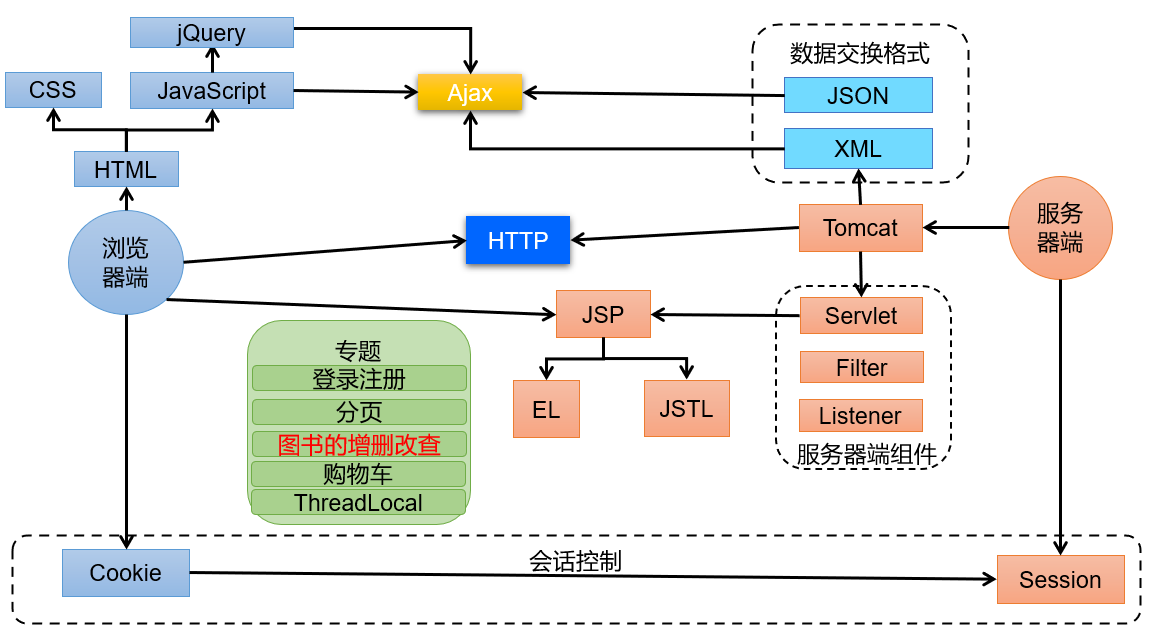 jQuery
CSS
JavaScript
HTML
浏览
器端
Ajax
数据交换格式
JSON
XML
HTTP
Tomcat
服务
器端
JSP
EL
JSTL
Servlet
Filter
Listener
服务器端组件
专题
登录注册
分页
图书的增删改查
购物车
ThreadLocal
会话控制
Cookie
Session